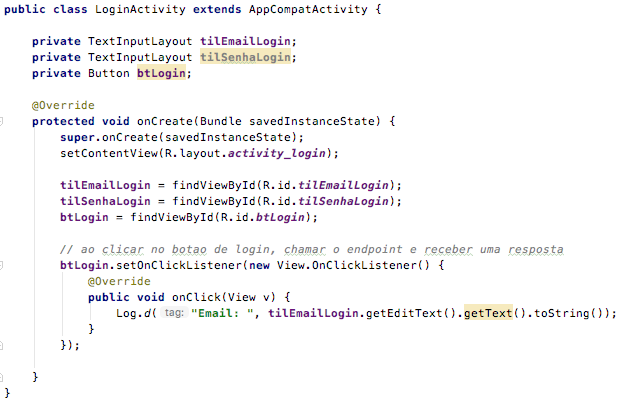 public class LoginActivity extends AppCompatActivity {
private TextInputLayout tilEmailLogin;
private TextInputLayout tilSenhaLogin;
private Button btLogin;
@Override
protected void onCreate(Bundle savedInstanceState) {
super.onCreate(savedInstanceState);
setContentView(R.layout.activity_login);
tilEmailLogin = findViewById(R.id.tilEmailLogin);
tilSenhaLogin = findViewById(R.id.tilSenhaLogin);
btLogin = findViewById(R.id.btLogin);
// ao clicar no botao de login, chamar o endpoint e receber uma resposta
btLogin.setOnClickListener(new View.OnClickListener() {
@Override
public void onClick(View v) {
Log.d( tag: "Email: ", tilEmailLogin.getEditText().getText().toString());
}
});
}
}